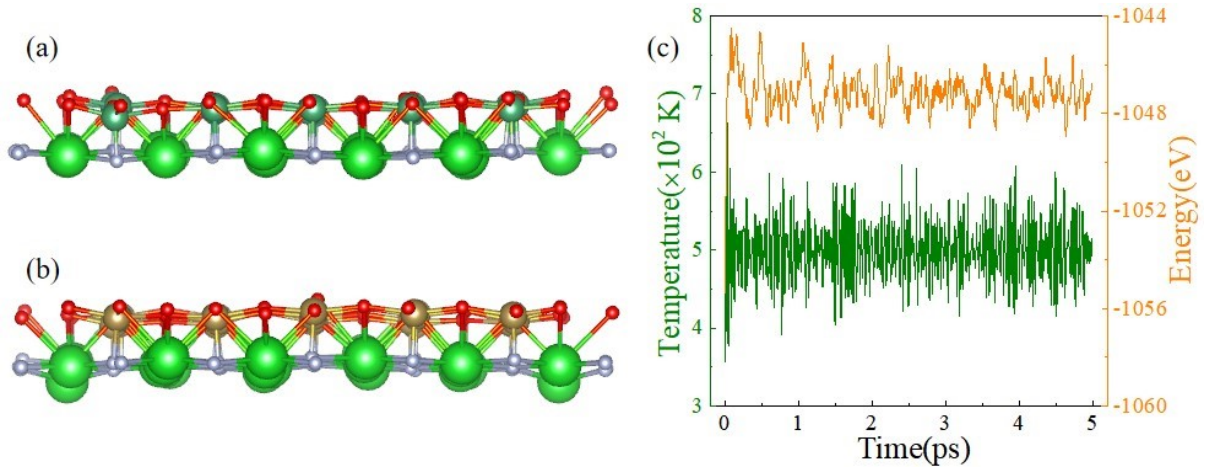 (a)
(b)
(c)
8
7
6
5
4
3
Temperature(×10² K)
-1044
-1048
-1052
-1056
-1060
Energy(eV)
0 1 2 3 4 5
Time(ps)